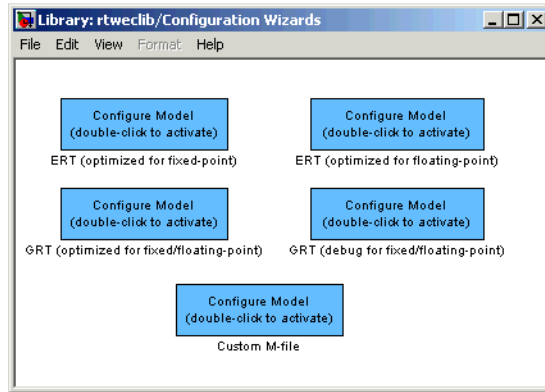 Library: rtweclib/Configuration Wizards
File Edit View Format Help
Configure Model
(double-click to activate)
ERT (optimized for fixed-point)
Configure Model
(double-click to activate)
ERT (optimized for floating-point)
Configure Model
(double-click to activate)
GRT (optimized for fixed/floating-point)
Configure Model
(double-click to activate)
GRT (debug for fixed/floating-point)
Configure Model
(double-click to activate)
Custom M-file